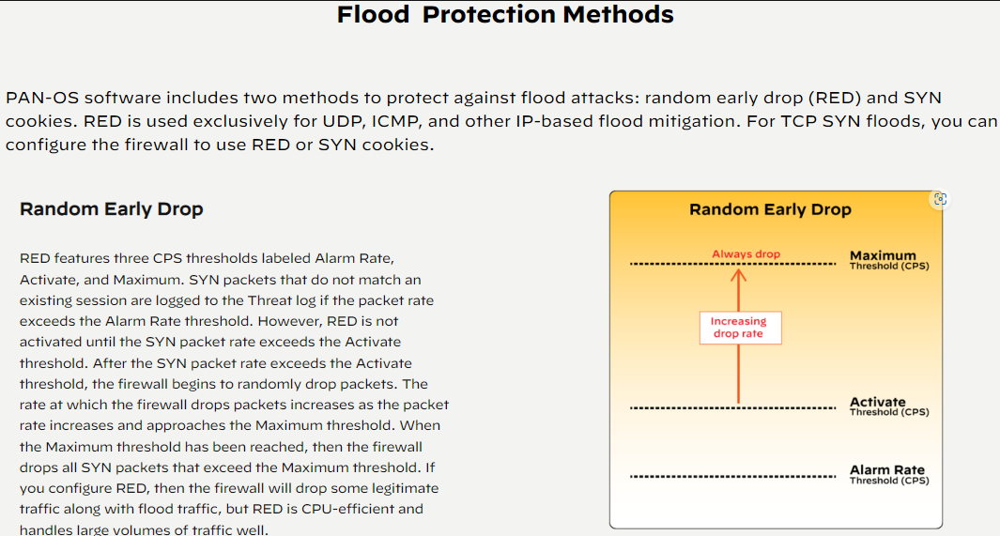 Flood Protection Methods
PAN-OS software includes two methods to protect against flood attacks: random early drop (RED) and SYN
cookies. RED is used exclusively for UDP, ICMP, and other IP-based flood mitigation. For TCP SYN floods, you can
configure the firewall to use RED or SYN cookies.
Random Early Drop
RED features three CPS thresholds labeled Alarm Rate,
Activate, and Maximum. SYN packets that do not match an
existing session are logged to the Threat log if the packet rate
exceeds the Alarm Rate threshold. However, RED is not
activated until the SYN packet rate exceeds the Activate
threshold. After the SYN packet rate exceeds the Activate
threshold, the firewall begins to randomly drop packets. The
rate at which the firewall drops packets increases as the packet
rate increases and approaches the Maximum threshold. When
the Maximum threshold has been reached, then the firewall
drops all SYN packets that exceed the Maximum threshold. If
you configure RED, then the firewall will drop some legitimate
traffic along with flood traffic, but RED is CPU-efficient and
handles large volumes of traffic well.
Random Early Drop
Always drop
Maximum
Threshold (CPS)
Increasing
drop rate
Activate
Threshold (CPS)
Alarm Rate
Threshold (CPS)